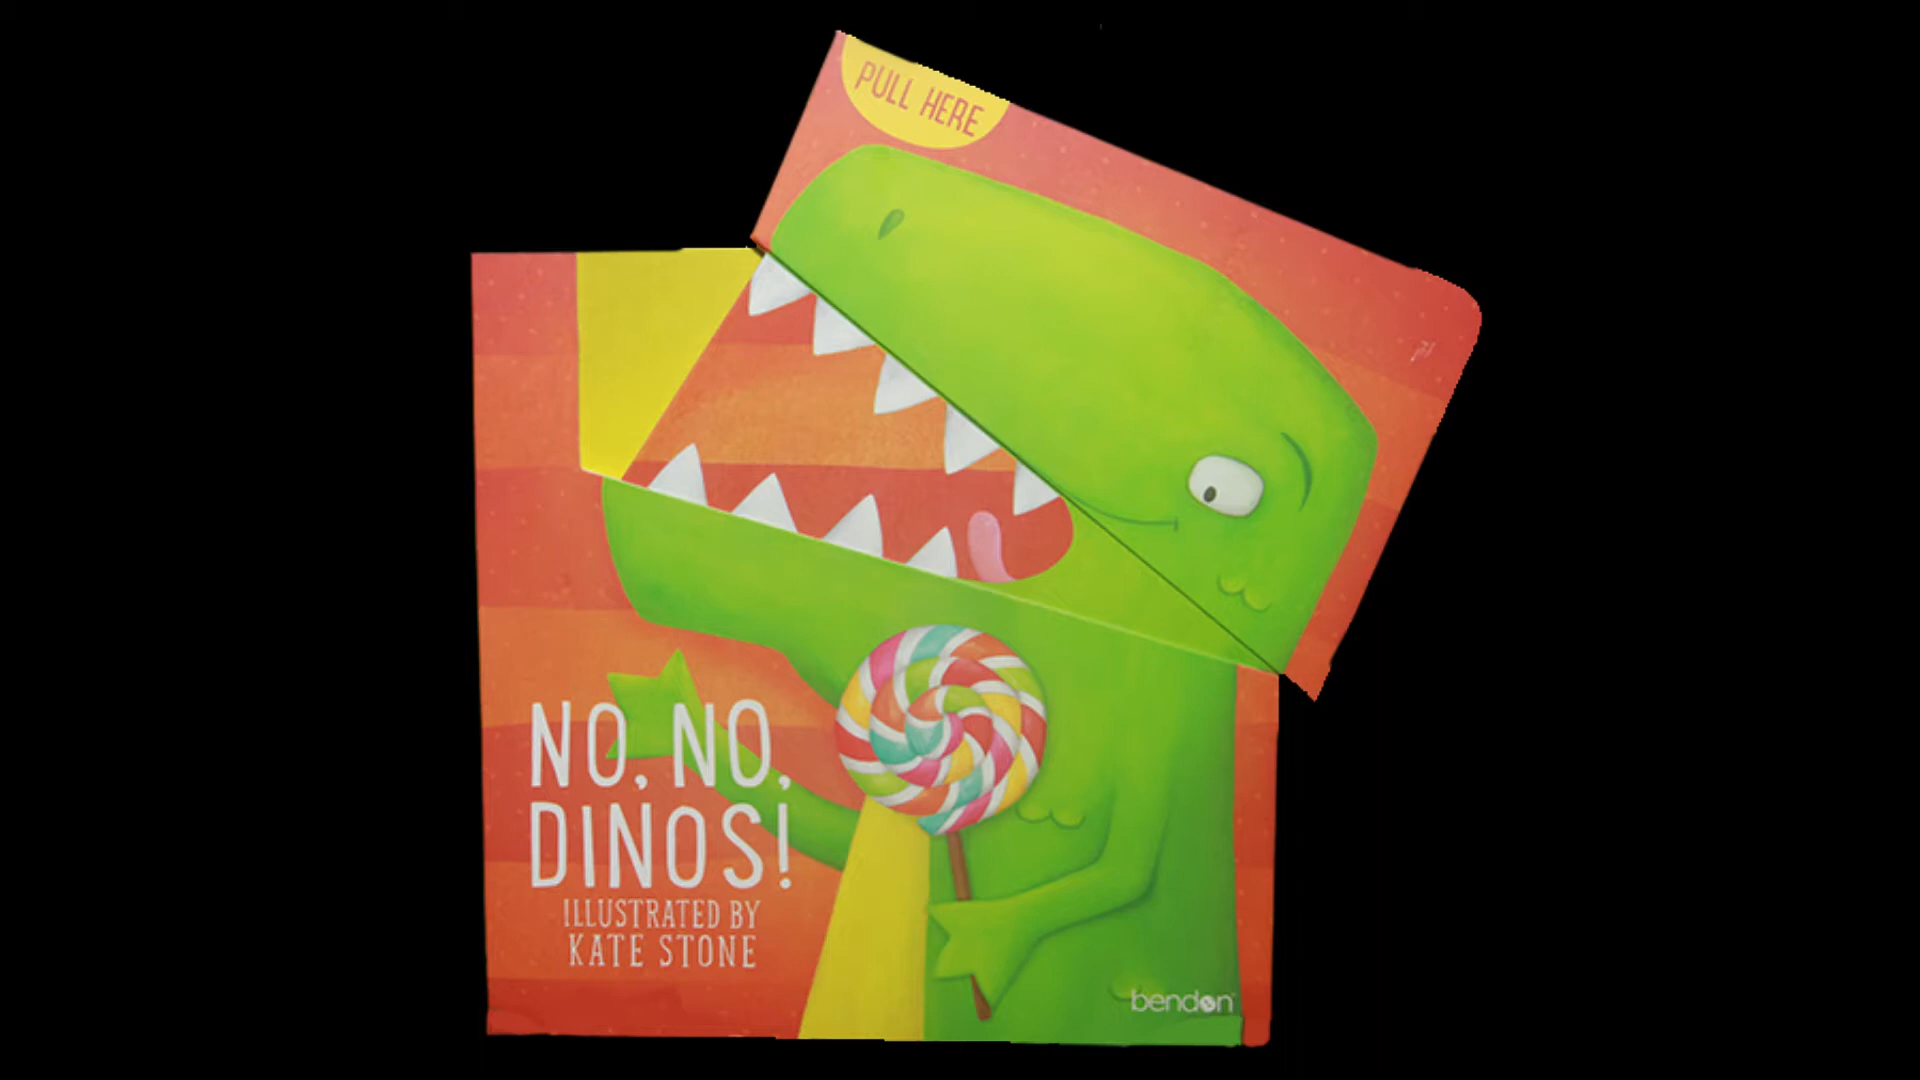 PULL HERE
NO, NO,
DINOS!
ILLUSTRATED BY
KATE STONE
bendon